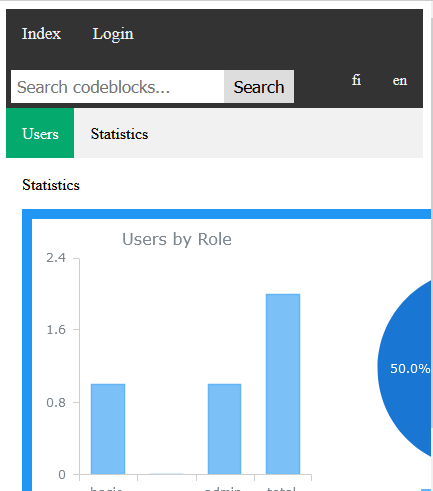 Index Login
Search codeblocks... Search fi en
Users Statistics
Statistics
Users by Role
2.4
1.6
50.0%
0.8
0
basic admin total